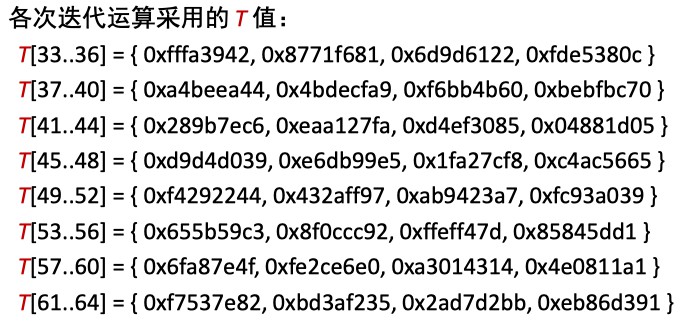 各次迭代运算采用的 T 值：
T[33..36] = { 0xfffa3942, 0x8771f681, 0x6d9d6122, 0xfde5380c }
T[37..40] = { 0xa4beea44, 0x4bdecfa9, 0xf6bb4b60, 0xbebfbc70 }
T[41..44] = { 0x289b7ec6, 0xeaa127fa, 0xd4ef3085, 0x04881d05 }
T[45..48] = { 0xd9d4d039, 0xe6db99e5, 0x1fa27cf8, 0xc4ac5665 }
T[49..52] = { 0xf4292244, 0x432aff97, 0xab9423a7, 0xfc93a039 }
T[53..56] = { 0x655b59c3, 0x8f0ccc92, 0xffeff47d, 0x85845dd1 }
T[57..60] = { 0x6fa87e4f, 0xfe2ce6e0, 0xa3014314, 0x4e0811a1 }
T[61..64] = { 0xf7537e82, 0xbd3af235, 0x2ad7d2bb, 0xeb86d391 }